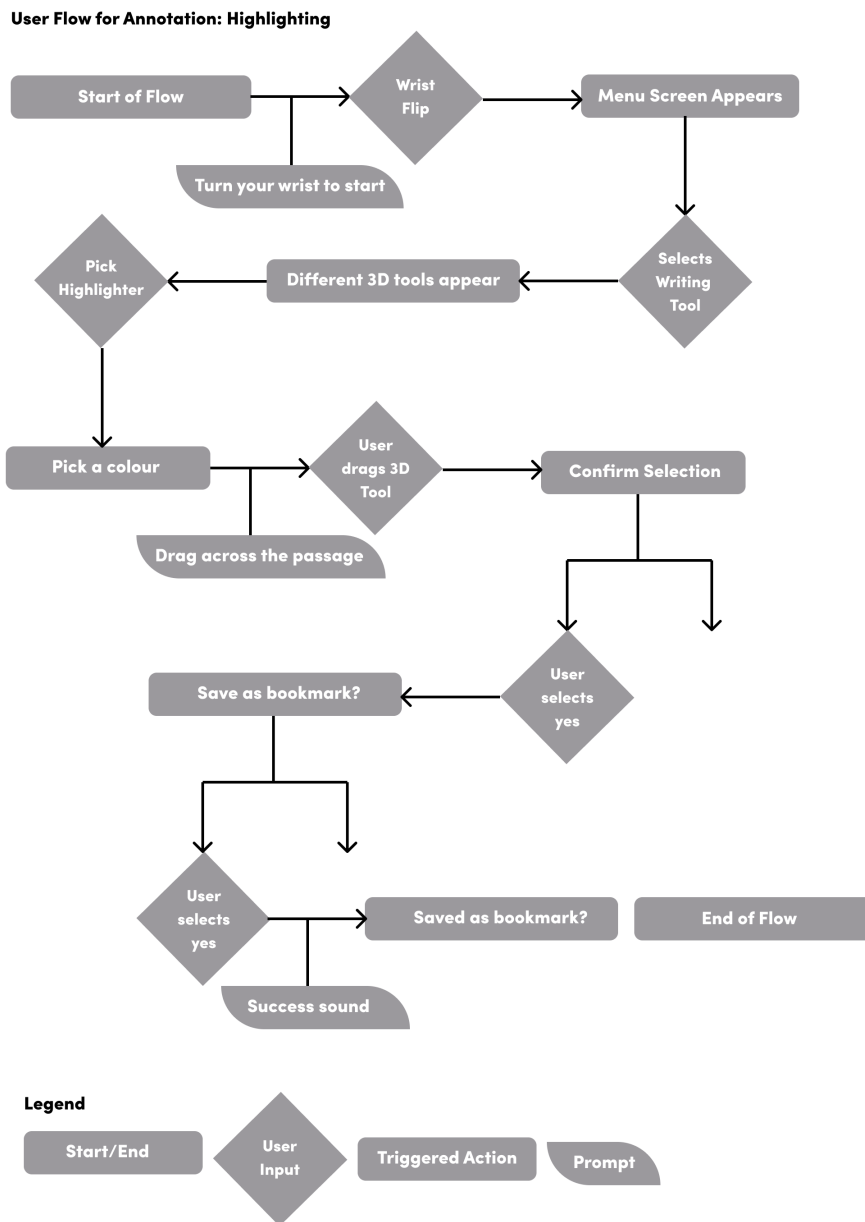 User Flow for Annotation: Highlighting
Start of Flow
Wrist
Flip
Menu Screen Appears
Turn your wrist to start
Pick
Highlighter
Different 3D tools appear
Selects
Writing
Tool
Pick a colour
User
drags 3D
Tool
Confirm Selection
Drag across the passage
User
selects
yes
Save as bookmark?
User
selects
yes
Saved as bookmark?
End of Flow
Success sound
Legend
Start/End
User
Input
Triggered Action
Prompt